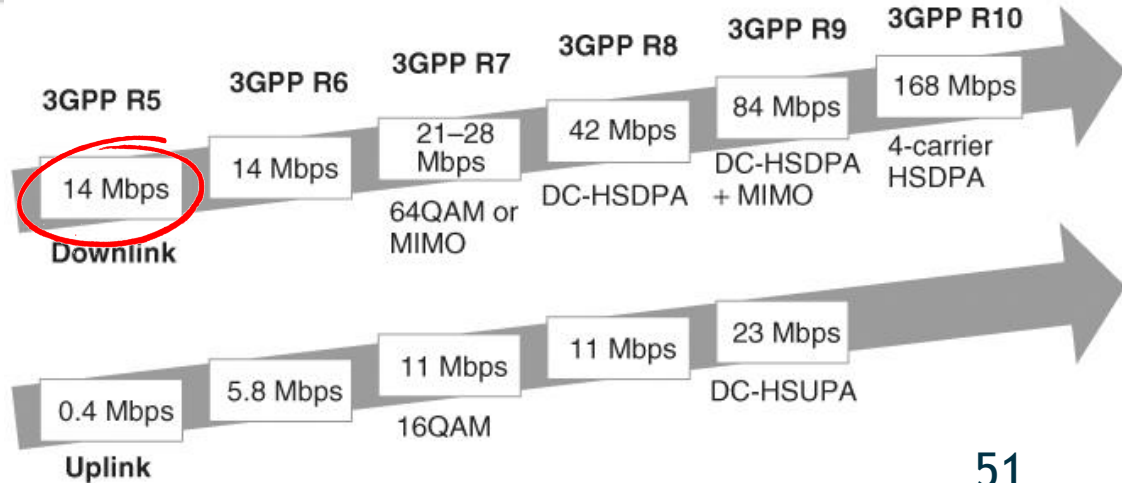 3GPP R5
3GPP R6
3GPP R7
3GPP R8
3GPP R9
3GPP R10
14 Mbps
14 Mbps
21–28
Mbps
42 Mbps
84 Mbps
168 Mbps
64QAM or
MIMO
DC-HSDPA
DC-HSDPA
+ MIMO
4-carrier
HSDPA
Downlink
0.4 Mbps
5.8 Mbps
11 Mbps
11 Mbps
23 Mbps
16QAM
DC-HSUPA
Uplink
51